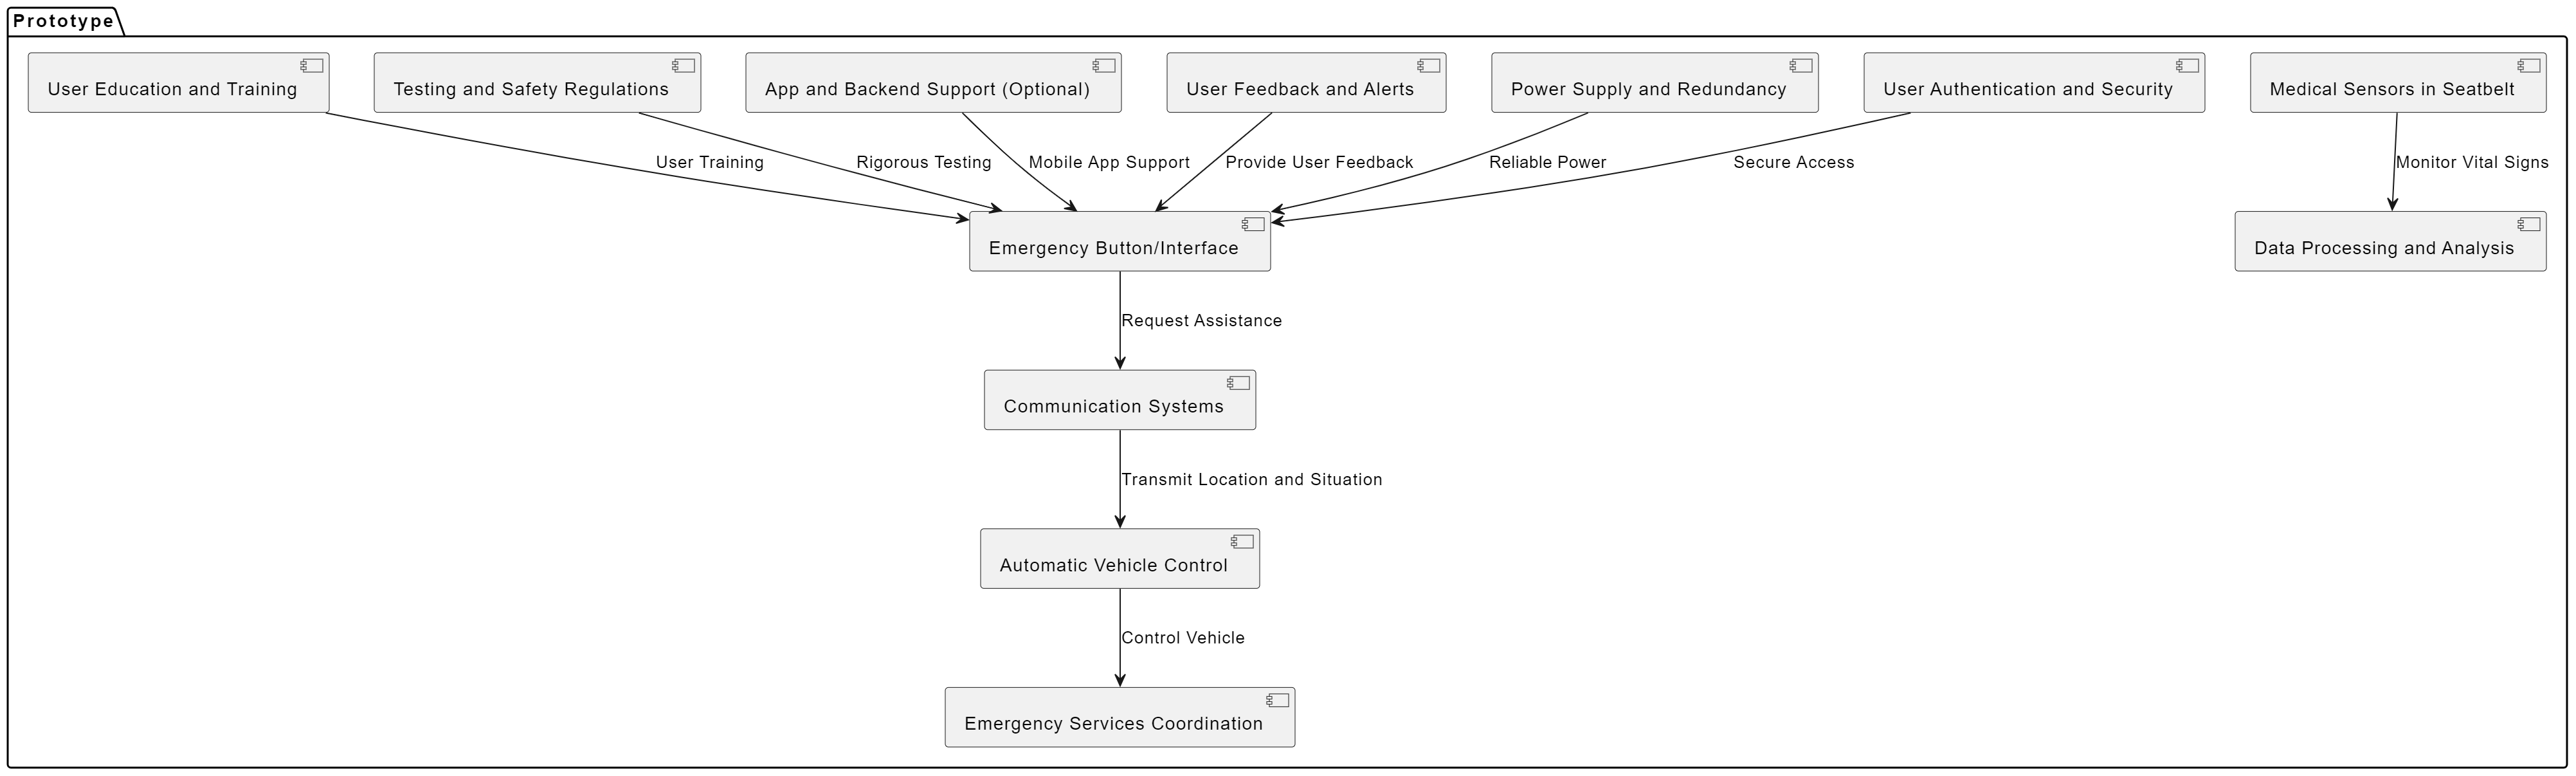 Prototype
User Education and Training
Testing and Safety Regulations
App and Backend Support (Optional)
User Feedback and Alerts
Power Supply and Redundancy
User Authentication and Security
Medical Sensors in Seatbelt
User Training
Rigorous Testing
Mobile App Support
Provide User Feedback
Reliable Power
Secure Access
Monitor Vital Signs
Emergency Button/Interface
Data Processing and Analysis
Request Assistance
Communication Systems
Transmit Location and Situation
Automatic Vehicle Control
Control Vehicle
Emergency Services Coordination